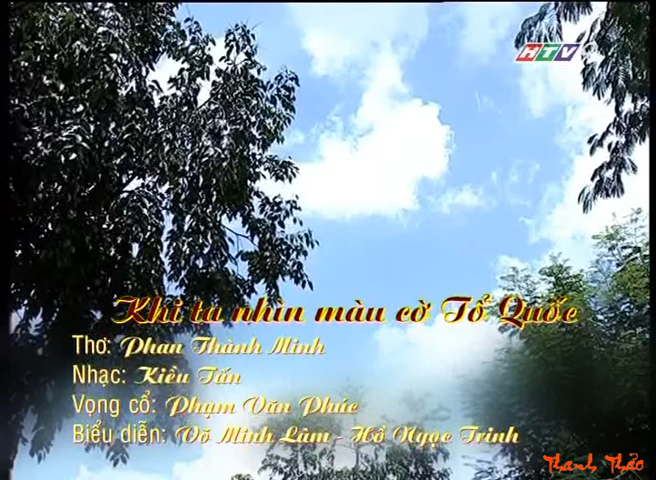 HTV
Khi ta nhìn màu cờ Tổ Quốc
Thơ: Phan Thành Minh
Nhạc: Kiều Tấn
Vọng cổ: Phạm Văn Phúc
Biểu diễn: Võ Minh Lâm - Hồ Ngọc Trinh
Thanh Thảo